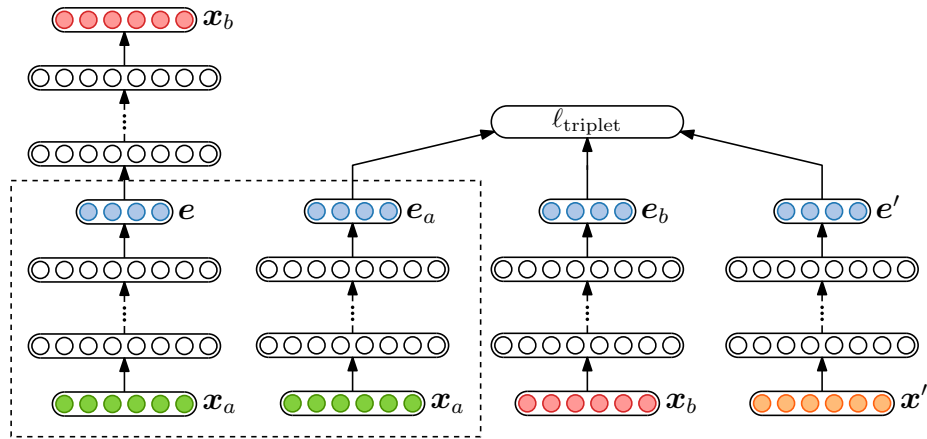 x_b
ℓ_triplet
e e_a e_b e′
x_a x_a x_b x′